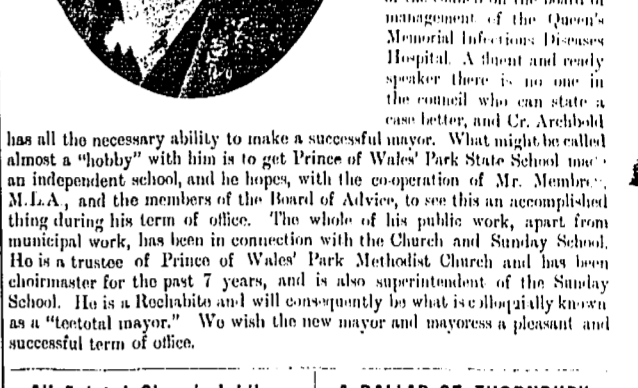 management of the Queen's
Memorial Infectious Diseases
Hospital. A fluent and ready
speaker there is no one in
the council who can state a
case better, and Cr. Archbold
has all the necessary ability to make a successful mayor. What might be called
almost a "hobby" with him is to get Prince of Wales' Park State School made
an independent school, and he hopes, with the co-operation of Mr. Membrey,
M.L.A., and the members of the Board of Advice, to see this an accomplished
thing during his term of office. The whole of his public work, apart from
municipal work, has been in connection with the Church and Sunday School.
He is a trustee of Prince of Wales' Park Methodist Church and has been
choirmaster for the past 7 years, and is also superintendent of the Sunday
School. He is a Rechabite and will consequently be what is colloquially known
as a "teetotal mayor." We wish the new mayor and mayoress a pleasant and
successful term of office.
A BALLAD OF THORNBURY